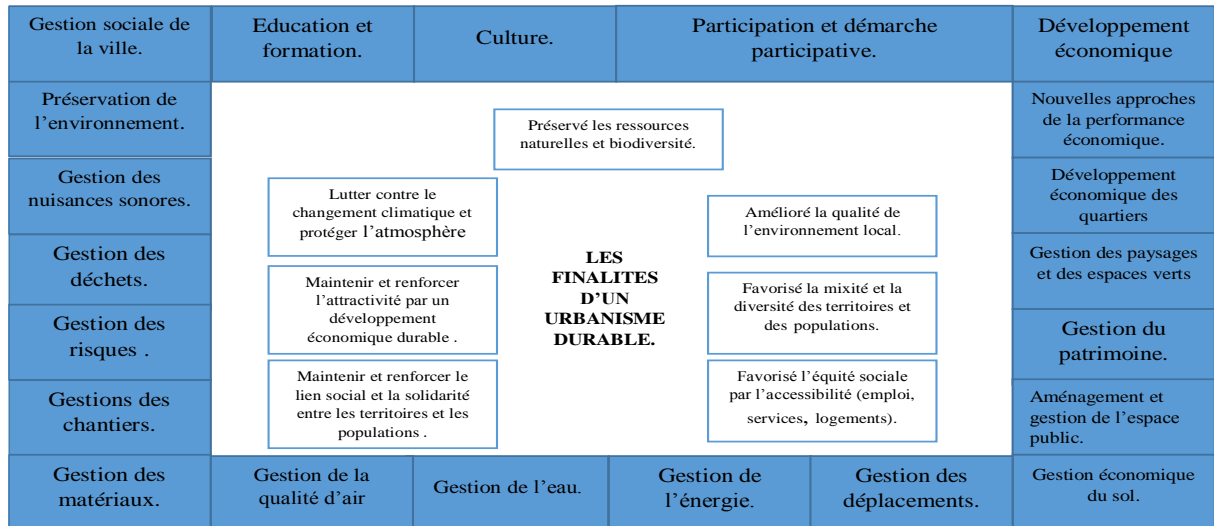 Gestion sociale de
la ville.
Education et
formation.
Culture.
Participation et démarche
participative.
Développement
économique
Préservation de
l'environnement.
Gestion des
nuisances sonores.
Gestion des
déchets.
Gestion des
risques .
Gestions des
chantiers.
Gestion des
matériaux.
Préservé les ressources
naturelles et biodiversité.
Lutter contre le
changement climatique et
protéger l'atmosphère
Maintenir et renforcer
l'attractivité par un
développement
économique durable .
Maintenir et renforcer le
lien social et la solidarité
entre les territoires et les
populations .
LES
FINALITES
D'UN
URBANISME
DURABLE.
Amélioré la qualité de
l'environnement local.
Favorisé la mixité et la
diversité des territoires et
des populations.
Favorisé l'équité sociale
par l'accessibilité (emploi,
services, logements).
Nouvelles approches
de la performance
économique.
Développement
économique des
quartiers
Gestion des paysages
et des espaces verts
Gestion du
patrimoine.
Aménagement et
gestion de l'espace
public.
Gestion économique
du sol.
Gestion de la
qualité d'air
Gestion de l'eau.
Gestion de
l'énergie.
Gestion des
déplacements.